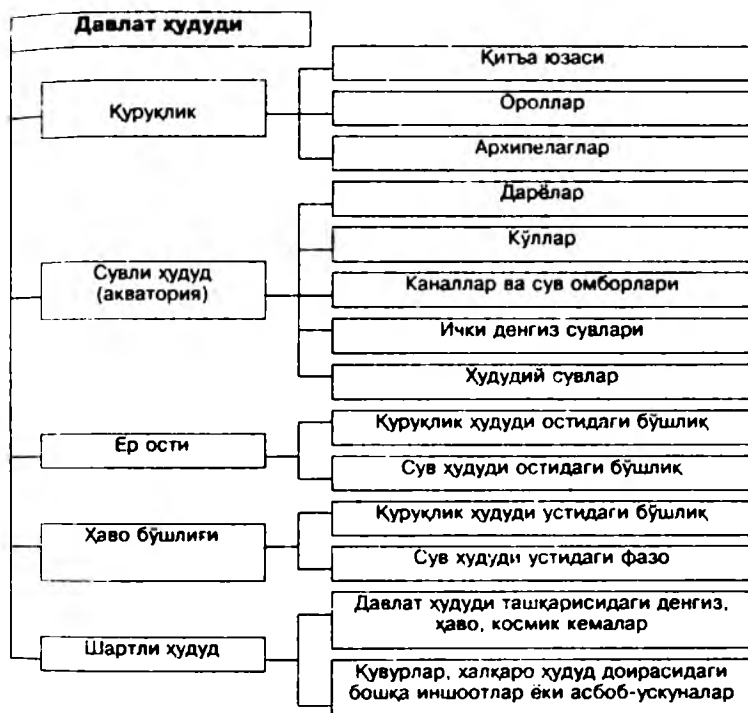 Давлат ҳудуди
Қуруқлик
Қитъа юзаси
Ороллар
Архипелаглар
Сувли ҳудуд
(акватория)
Дарёлар
Кўллар
Каналлар ва сув омборлари
Ички денгиз сувлари
Ҳудудий сувлар
Ер ости
Қуруқлик ҳудуди остидаги бўшлиқ
Сув ҳудуди остидаги бўшлиқ
Ҳаво бўшлиғи
Қуруқлик ҳудуди устидаги бўшлиқ
Сув ҳудуди устидаги фазо
Шартли ҳудуд
Давлат ҳудуди ташқарисидаги денгиз,
ҳаво, космик кемалар
Қувурлар, халқаро ҳудуд доирасидаги
бошқа иншоотлар ёки асбоб-ускуналар